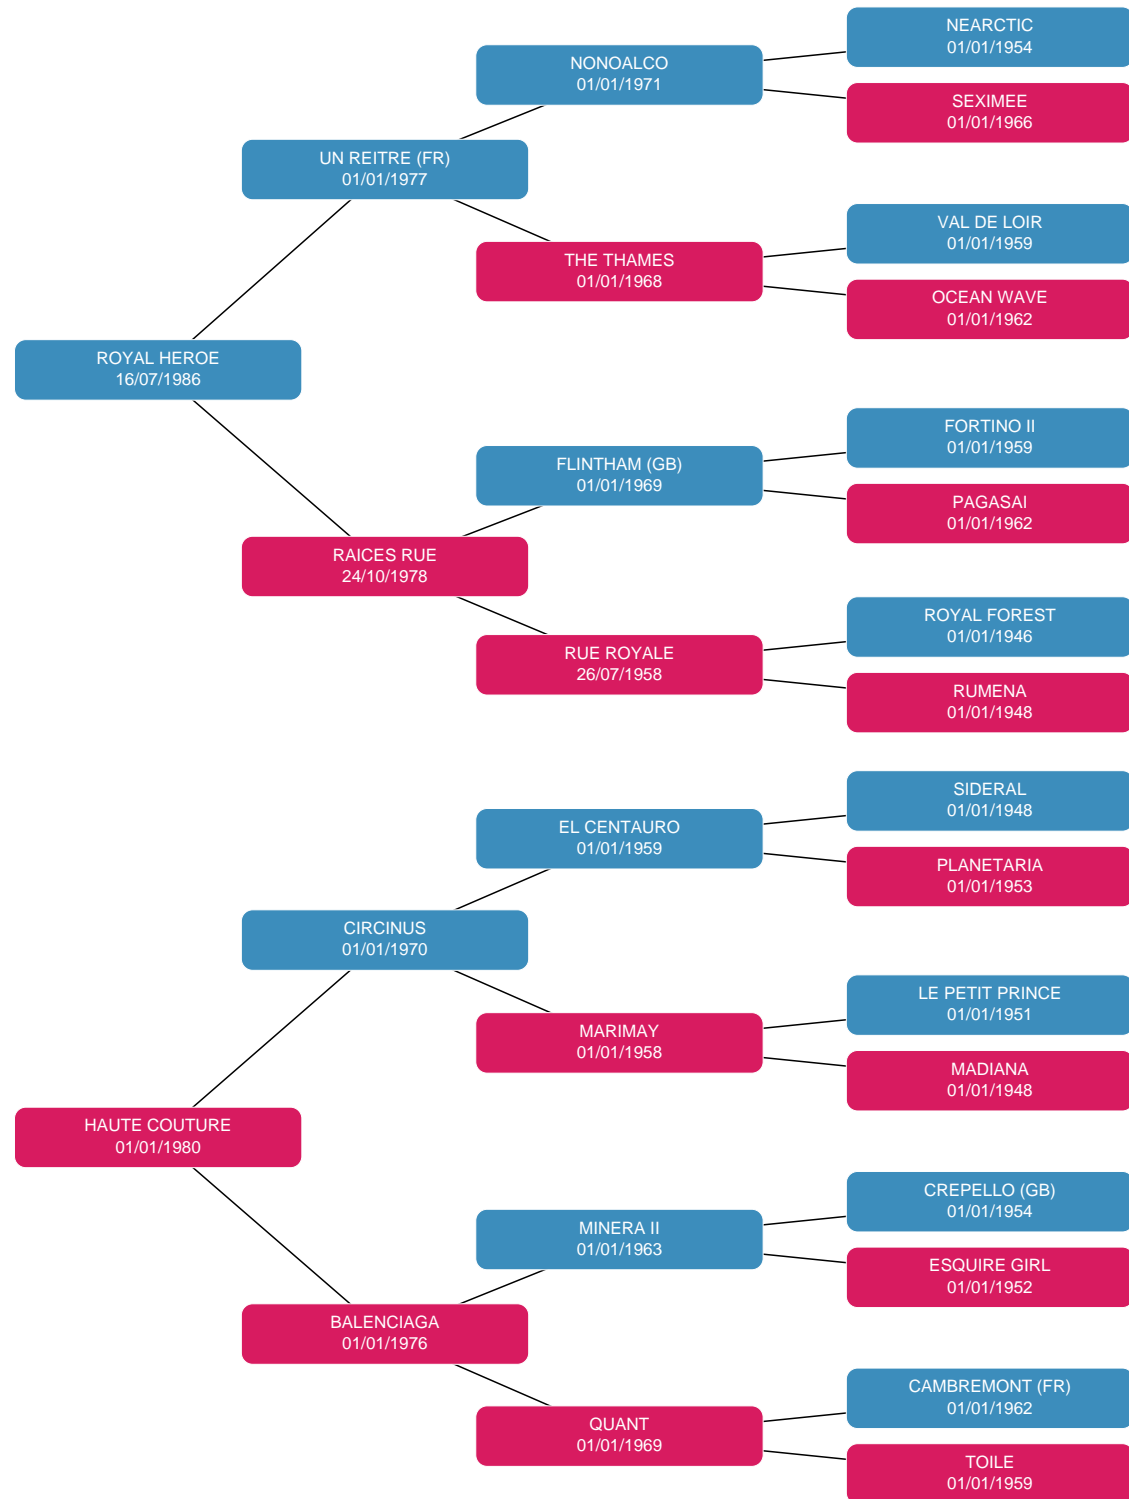 NEARCTIC
01/01/1954
NONOALCO
01/01/1971
SEXIMEE
01/01/1966
UN REITRE (FR)
01/01/1977
VAL DE LOIR
01/01/1959
THE THAMES
01/01/1968
OCEAN WAVE
01/01/1962
ROYAL HEROE
16/07/1986
FORTINO II
01/01/1959
FLINTHAM (GB)
01/01/1969
PAGASAI
01/01/1962
RAICES RUE
24/10/1978
ROYAL FOREST
01/01/1946
RUE ROYALE
26/07/1958
RUMENA
01/01/1948
SIDERAL
01/01/1948
EL CENTAURO
01/01/1959
PLANETARIA
01/01/1953
CIRCINUS
01/01/1970
LE PETIT PRINCE
01/01/1951
MARIMAY
01/01/1958
MADIANA
01/01/1948
HAUTE COUTURE
01/01/1980
CREPELLO (GB)
01/01/1954
MINERA II
01/01/1963
ESQUIRE GIRL
01/01/1952
BALENCIAGA
01/01/1976
CAMBREMONT (FR)
01/01/1962
QUANT
01/01/1969
TOILE
01/01/1959